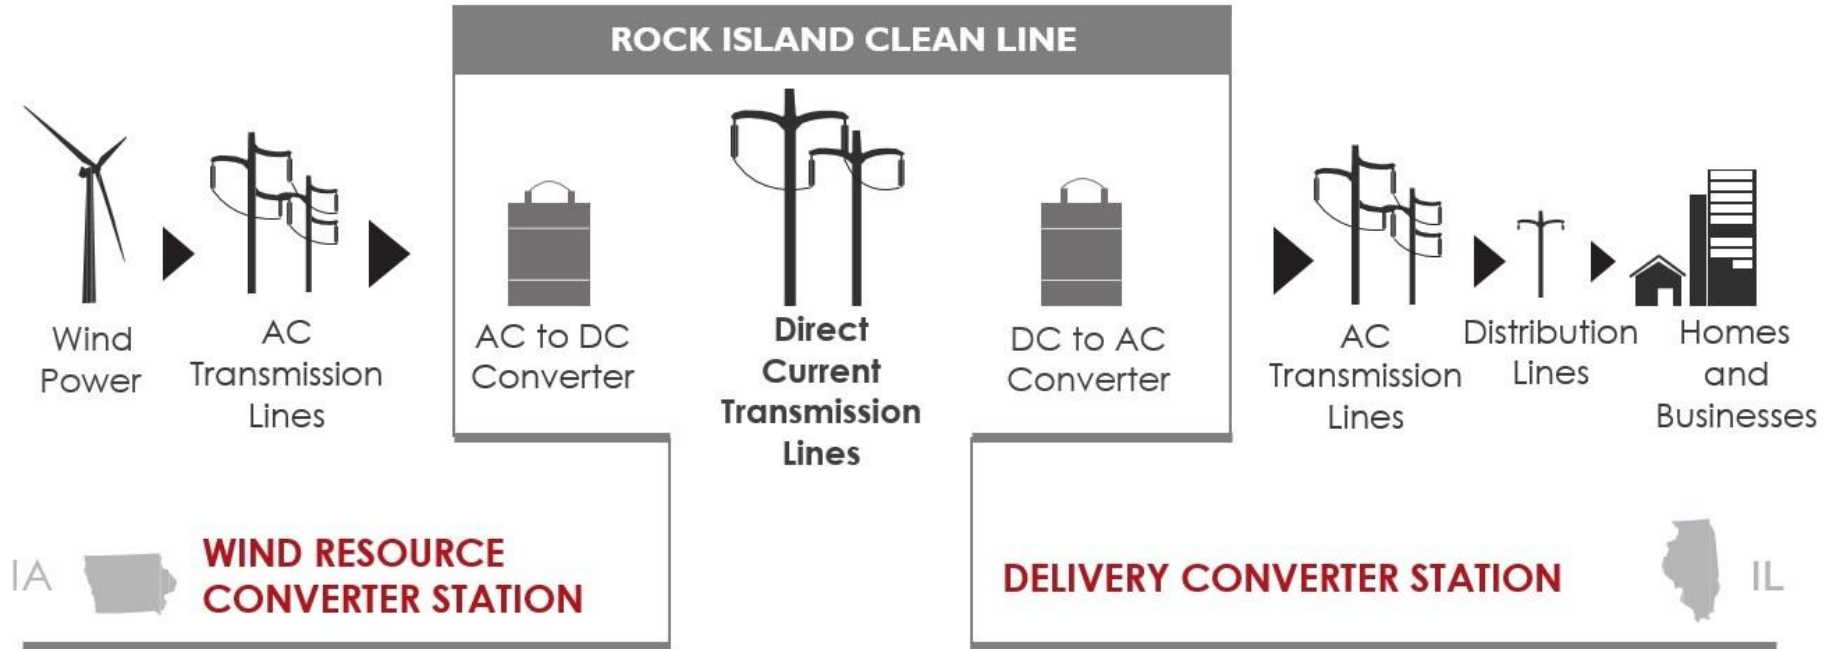 ROCK ISLAND CLEAN LINE
Wind
Power
AC
Transmission
Lines
AC to DC
Converter
Direct
Current
Transmission
Lines
DC to AC
Converter
AC
Transmission
Lines
Distribution
Lines
Homes
and
Businesses
IA
WIND RESOURCE
CONVERTER STATION
DELIVERY CONVERTER STATION
IL